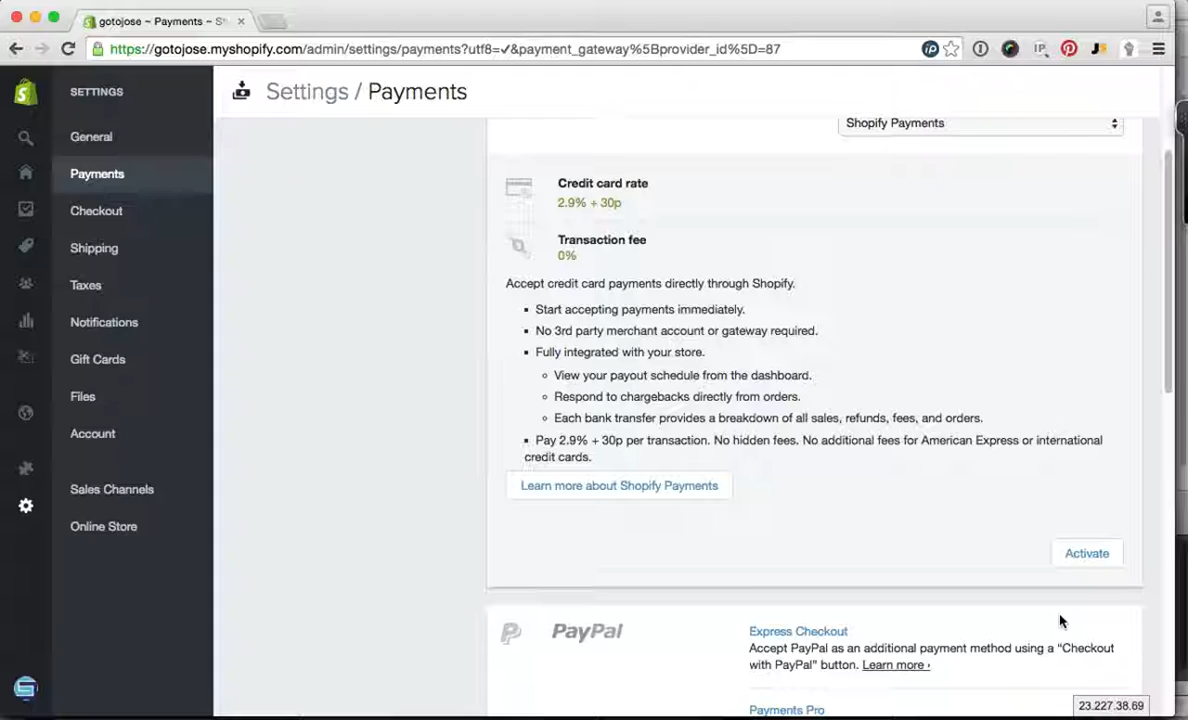 gotojose ~ Payments ~ S
https://gotojose.myshopify.com/admin/settings/payments?utf8=✓&payment_gateway%5Bprovider_id%5D=87
SETTINGS
General
Payments
Checkout
Shipping
Taxes
Notifications
Gift Cards
Files
Account
Sales Channels
Online Store
Settings / Payments
Shopify Payments
Credit card rate
2.9% + 30p
Transaction fee
0%
Accept credit card payments directly through Shopify.
Start accepting payments immediately.
No 3rd party merchant account or gateway required.
Fully integrated with your store.
View your payout schedule from the dashboard.
Respond to chargebacks directly from orders.
Each bank transfer provides a breakdown of all sales, refunds, fees, and orders.
Pay 2.9% + 30p per transaction. No hidden fees. No additional fees for American Express or international
credit cards.
Learn more about Shopify Payments
Activate
PayPal
Express Checkout
Accept PayPal as an additional payment method using a "Checkout
with PayPal" button. Learn more ›
Payments Pro
23.227.38.69